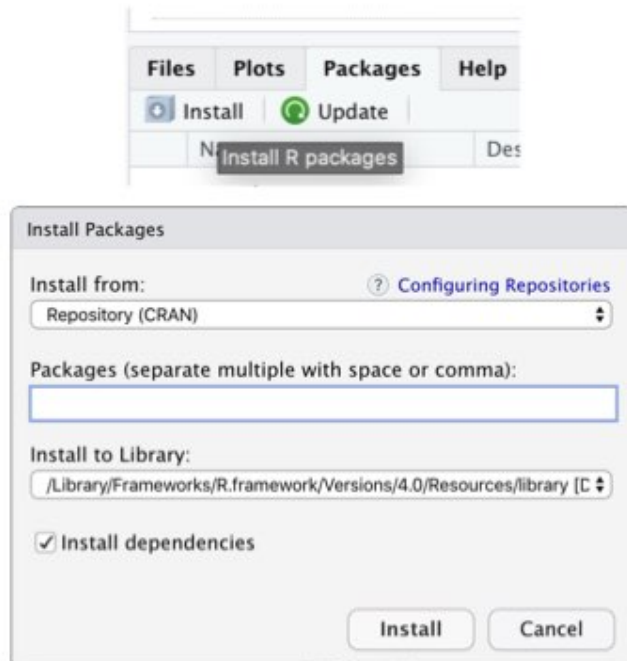 Files Plots Packages Help
Install Update
Install R packages
Install Packages
Install from: ? Configuring Repositories
Repository (CRAN)
Packages (separate multiple with space or comma):
Install to Library:
/Library/Frameworks/R.framework/Versions/4.0/Resources/library [D
Install dependencies
Install Cancel